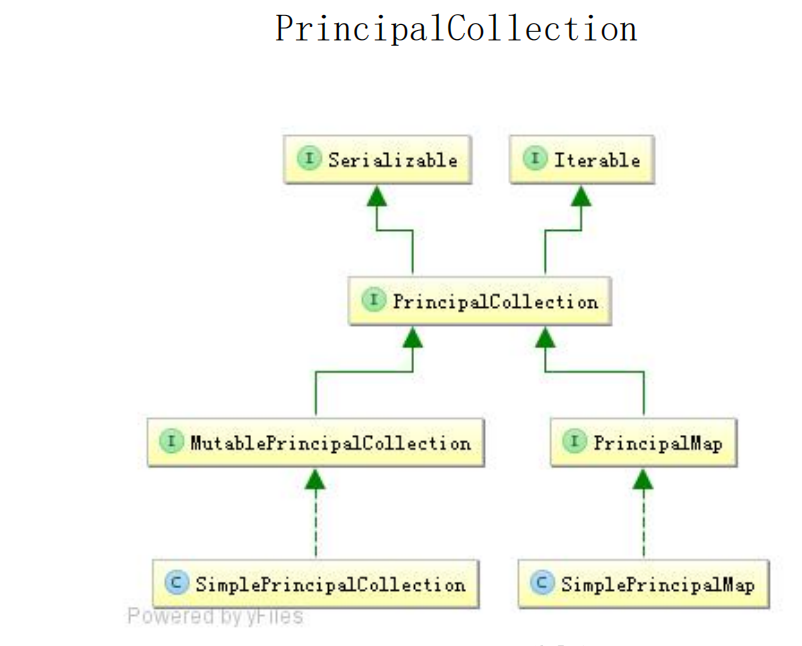 PrincipalCollection
I Serializable
I Iterable
I PrincipalCollection
I MutablePrincipalCollection
I PrincipalMap
C SimplePrincipalCollection
C SimplePrincipalMap
Powered by yFiles